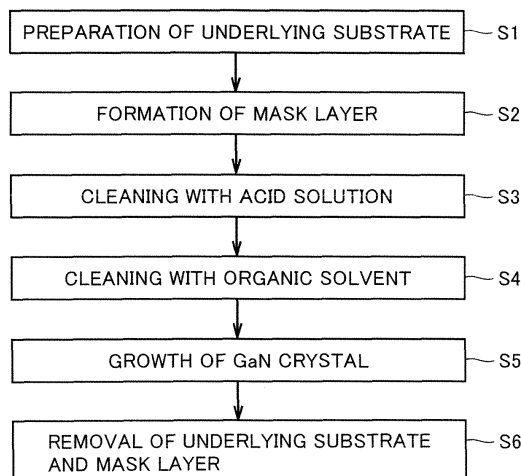 PREPARATION OF UNDERLYING SUBSTRATE S1
FORMATION OF MASK LAYER S2
CLEANING WITH ACID SOLUTION S3
CLEANING WITH ORGANIC SOLVENT S4
GROWTH OF GaN CRYSTAL S5
REMOVAL OF UNDERLYING SUBSTRATE S6
AND MASK LAYER